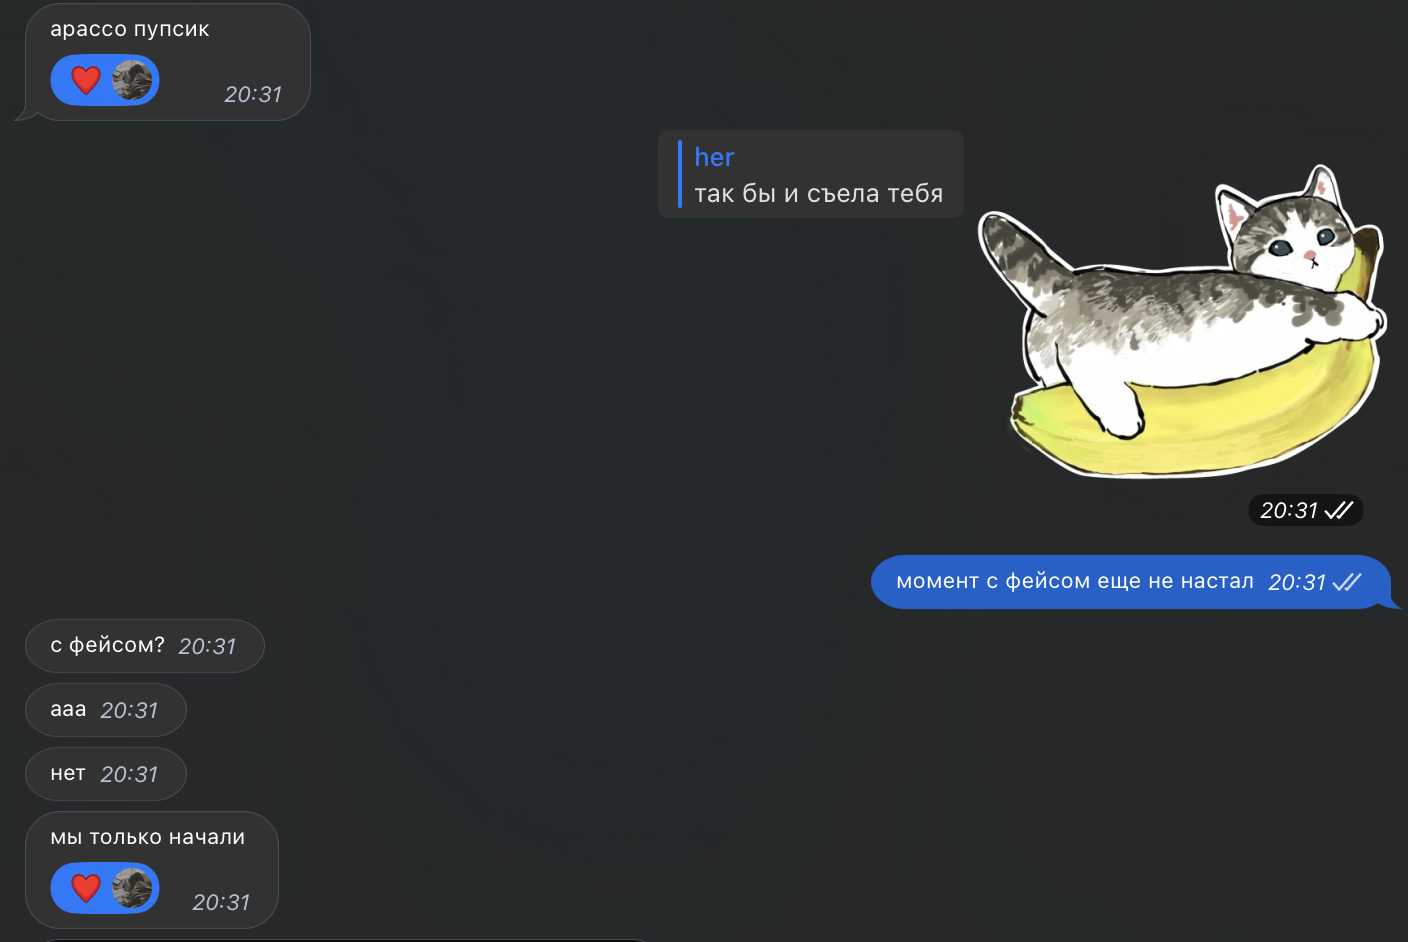 арассо пупсик
20:31
her
так бы и съела тебя
20:31
момент с фейсом еще не настал 20:31
с фейсом? 20:31
ааа 20:31
нет 20:31
мы только начали
20:31